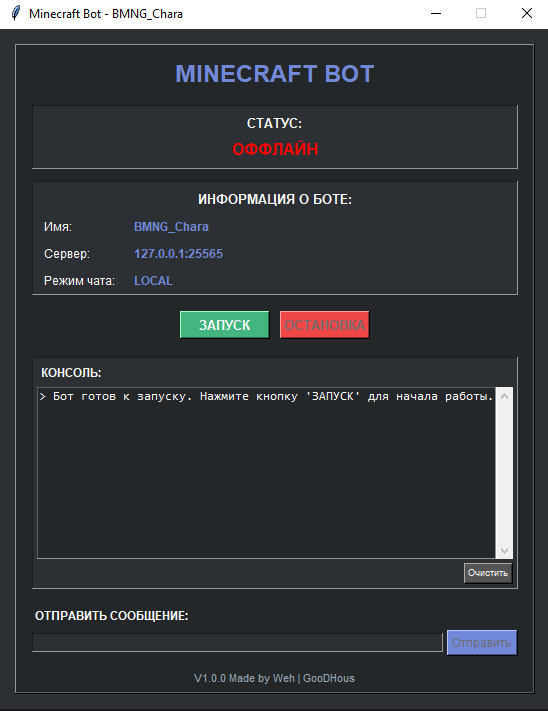 Minecraft Bot - BMNG_Chara
MINECRAFT BOT
СТАТУС:
ОФФЛАЙН
ИНФОРМАЦИЯ О БОТЕ:
Имя: BMNG_Chara
Сервер: 127.0.0.1:25565
Режим чата: LOCAL
ЗАПУСК ОСТАНОВКА
КОНСОЛЬ:
> Бот готов к запуску. Нажмите кнопку 'ЗАПУСК' для начала работы.
Очистить
ОТПРАВИТЬ СООБЩЕНИЕ:
Отправить
V1.0.0 Made by Weh | GooDHous